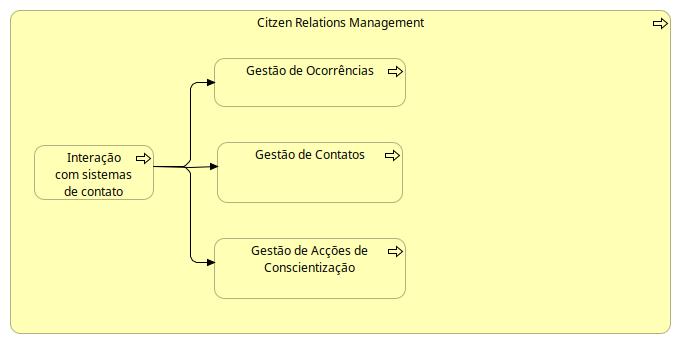 Citzen Relations Management
Gestão de Ocorrências
Interação
com sistemas
de contato
Gestão de Contatos
Gestão de Acções de
Conscientização